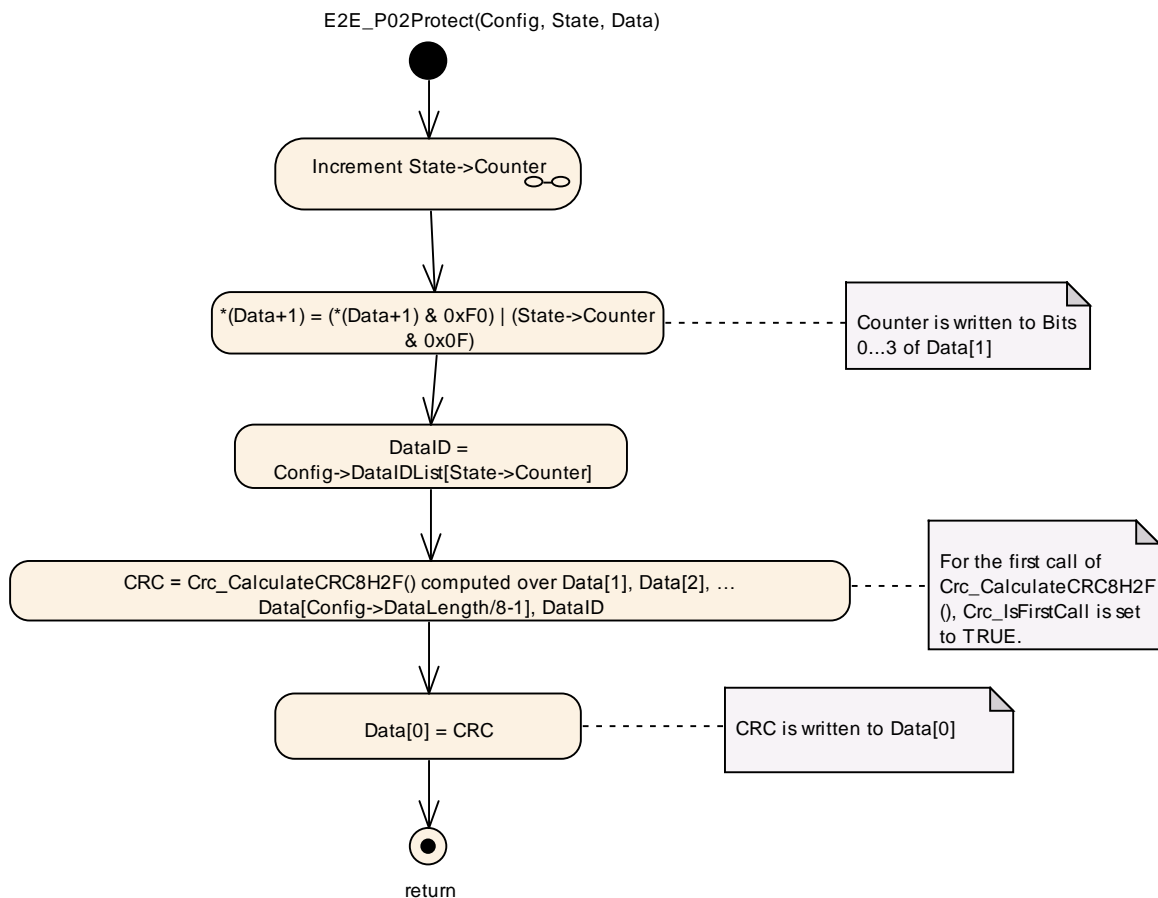 E2E_P02Protect(Config, State, Data)
Increment State->Counter
*(Data+1) = (*(Data+1) & 0xF0) | (State->Counter
& 0x0F)
Counter is written to Bits
0...3 of Data[1]
DataID =
Config->DataIDList[State->Counter]
CRC = Crc_CalculateCRC8H2F() computed over Data[1], Data[2], …
Data[Config->DataLength/8-1], DataID
For the first call of
Crc_CalculateCRC8H2F
(), Crc_IsFirstCall is set
to TRUE.
Data[0] = CRC
CRC is written to Data[0]
return